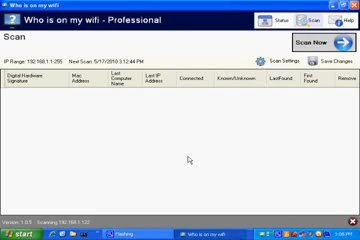 Who is on my wifi
Who is on my wifi - Professional
Status
Scan
Help
Scan
Scan Now
IP Range: 192.168.1.1-255
Next Scan: 5/17/2010 3:12:44 PM
Scan Settings
Save Changes
Digital Hardware Signature
Mac Address
Last Computer Name
Last IP Address
Connected
Known/Unknown
LastFound
First Found
Remove
Version: 1.0.5
Scanning 192.168.1.532
start
Flashing
Who is on my wifi
3:08 PM